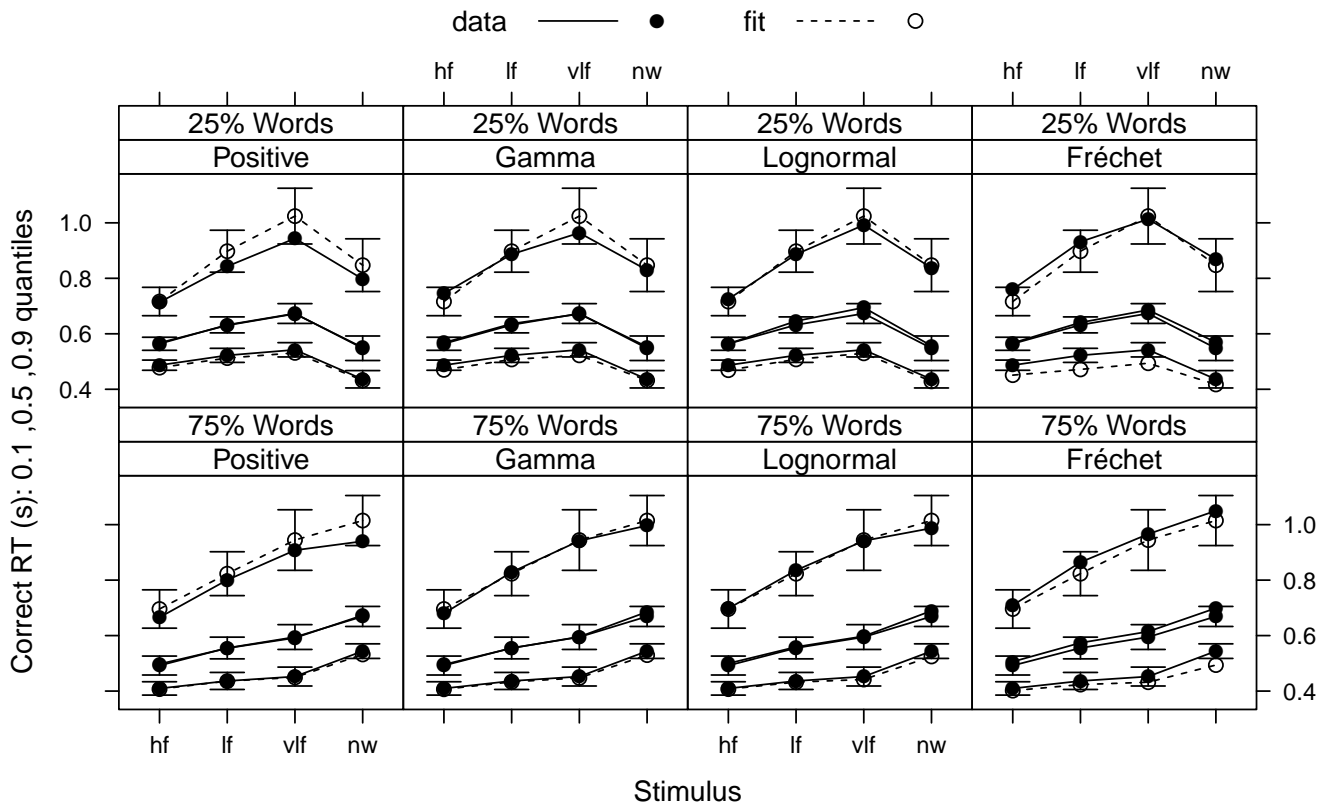 data fit
hf lf vlf nw hf lf vlf nw
25% Words 25% Words 25% Words 25% Words
Positive Gamma Lognormal Fréchet
1.0
0.8
0.6
0.4
75% Words 75% Words 75% Words 75% Words
Positive Gamma Lognormal Fréchet
1.0
0.8
0.6
0.4
hf lf vlf nw hf lf vlf nw
Stimulus
Correct RT (s): 0.1 ,0.5 ,0.9 quantiles